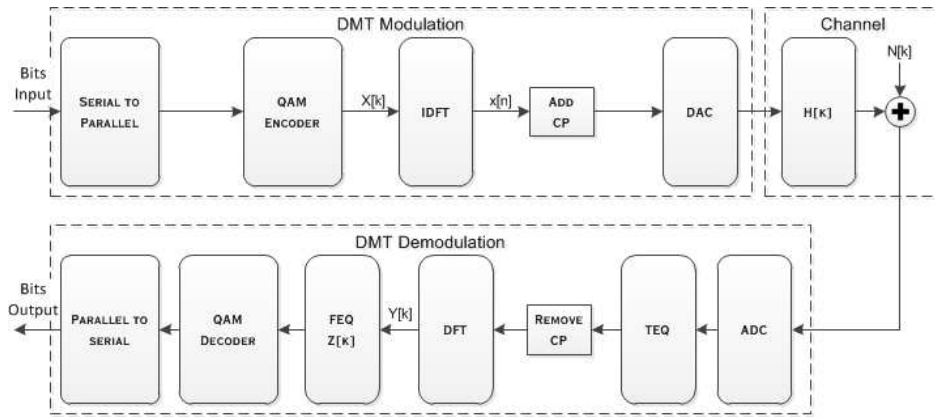 DMT Modulation
Channel
Bits
Input
SERIAL TO
PARALLEL
QAM
ENCODER
X[k]
IDFT
x[n]
ADD
CP
DAC
H[K]
N[k]
+
DMT Demodulation
Bits
Output
PARALLEL TO
SERIAL
QAM
DECODER
FEQ
Z[K]
Y[k]
DFT
REMOVE
CP
TEQ
ADC